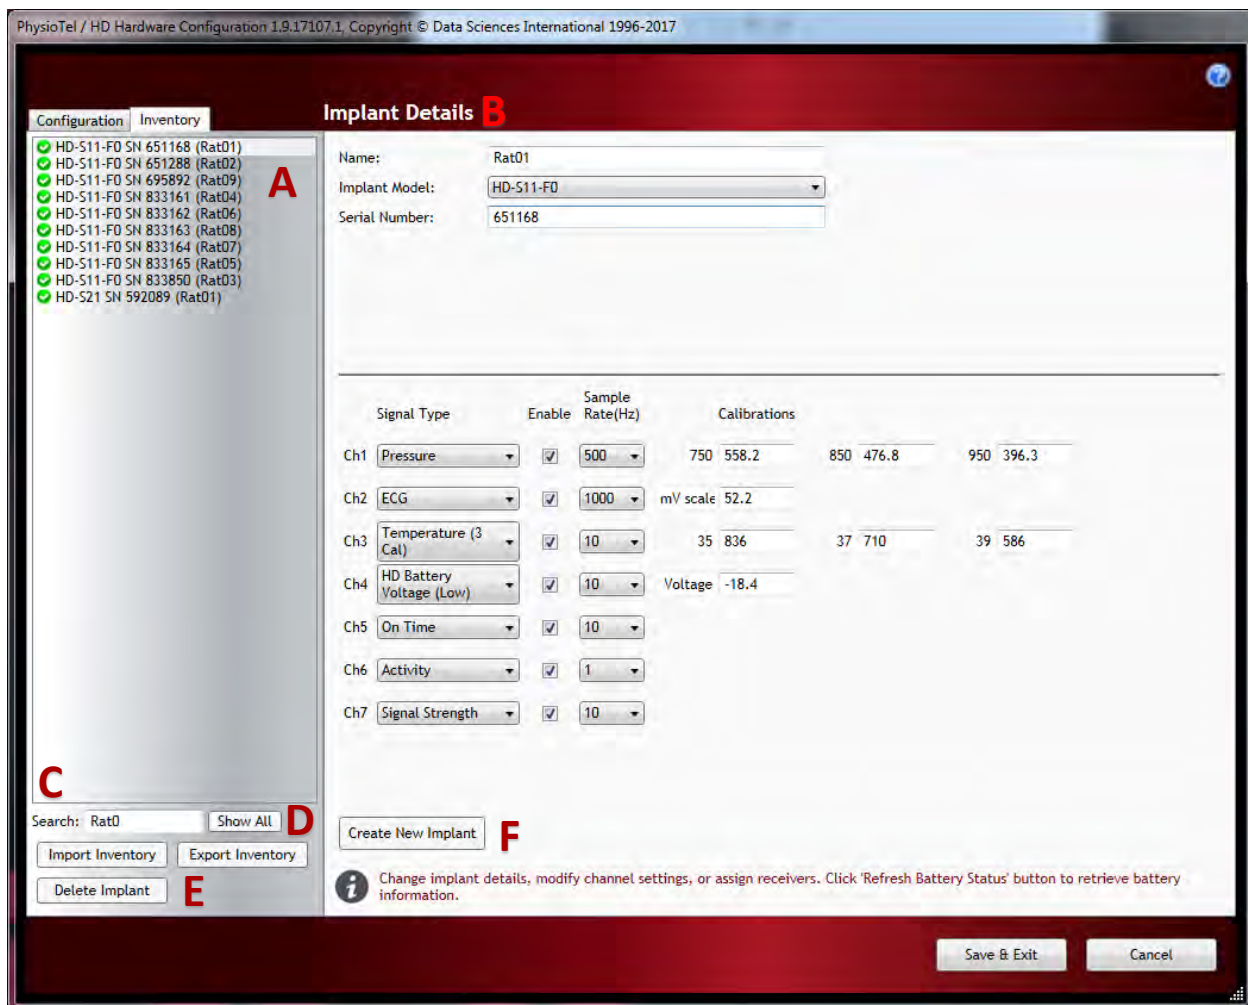 PhysioTel / HD Hardware Configuration 1.9.17107.1, Copyright © Data Sciences International 1996-2017
Configuration Inventory
Implant Details B
HD-S11-F0 SN 651168 (Rat01)
HD-S11-F0 SN 651288 (Rat02)
HD-S11-F0 SN 695892 (Rat09)
HD-S11-F0 SN 833161 (Rat04)
HD-S11-F0 SN 833162 (Rat06)
HD-S11-F0 SN 833163 (Rat08)
HD-S11-F0 SN 833164 (Rat07)
HD-S11-F0 SN 833165 (Rat05)
HD-S11-F0 SN 833850 (Rat03)
HD-S21 SN 592089 (Rat01)
A
C
Search: Rat0 Show All D
Import Inventory Export Inventory
Delete Implant E
Name: Rat01
Implant Model: HD-S11-F0
Serial Number: 651168
Signal Type Enable Sample Rate(Hz) Calibrations
Ch1 Pressure 500 750 558.2 850 476.8 950 396.3
Ch2 ECG 1000 mV scale 52.2
Ch3 Temperature (3 Cal) 10 35 836 37 710 39 586
Ch4 HD Battery Voltage (Low) 10 Voltage -18.4
Ch5 On Time 10
Ch6 Activity 1
Ch7 Signal Strength 10
Create New Implant F
Change implant details, modify channel settings, or assign receivers. Click 'Refresh Battery Status' button to retrieve battery
information.
Save & Exit Cancel